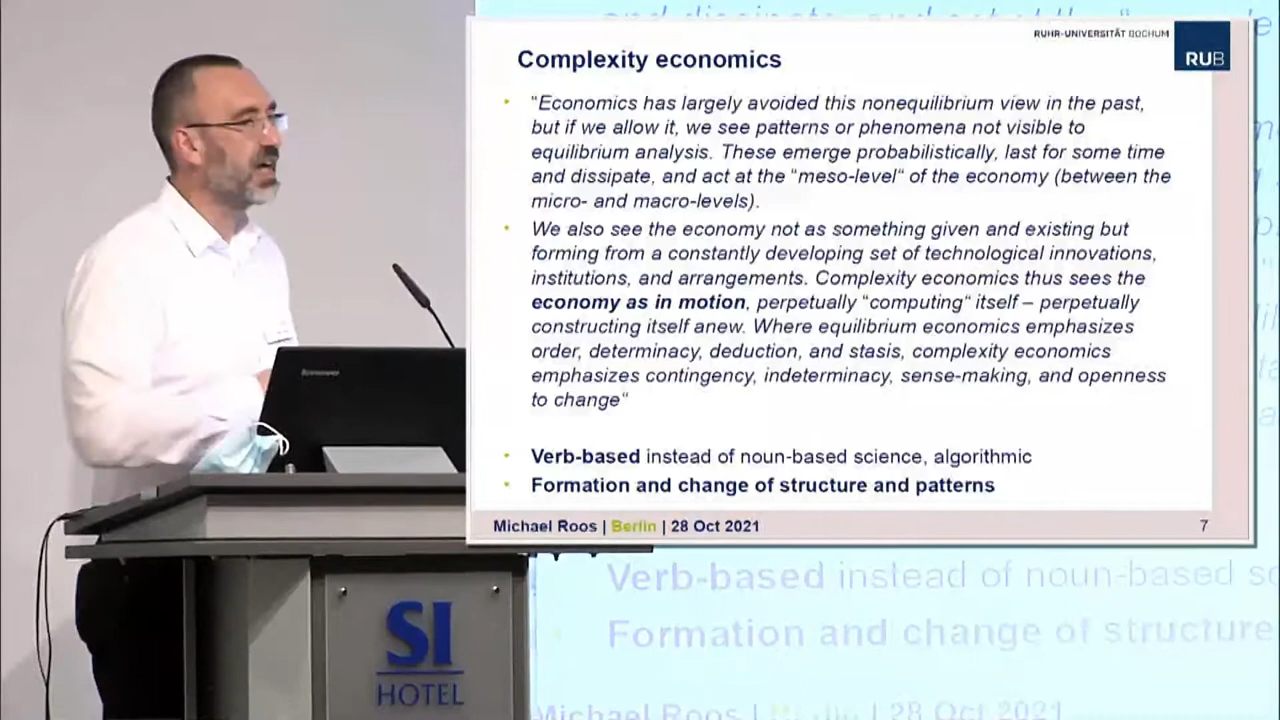 RUHR-UNIVERSITÄT BOCHUM
RUB
Complexity economics
• "Economics has largely avoided this nonequilibrium view in the past,
but if we allow it, we see patterns or phenomena not visible to
equilibrium analysis. These emerge probabilistically, last for some time
and dissipate, and act at the "meso-level" of the economy (between the
micro- and macro-levels).
• We also see the economy not as something given and existing but
forming from a constantly developing set of technological innovations,
institutions, and arrangements. Complexity economics thus sees the
economy as in motion, perpetually "computing" itself – perpetually
constructing itself anew. Where equilibrium economics emphasizes
order, determinacy, deduction, and stasis, complexity economics
emphasizes contingency, indeterminacy, sense-making, and openness
to change"
• Verb-based instead of noun-based science, algorithmic
• Formation and change of structure and patterns
Michael Roos | Berlin | 28 Oct 2021
7
SI
HOTEL
Verb-based instead of noun-based
Formation and change of structure
Michael Roos | Berlin | 28 Oct 2021